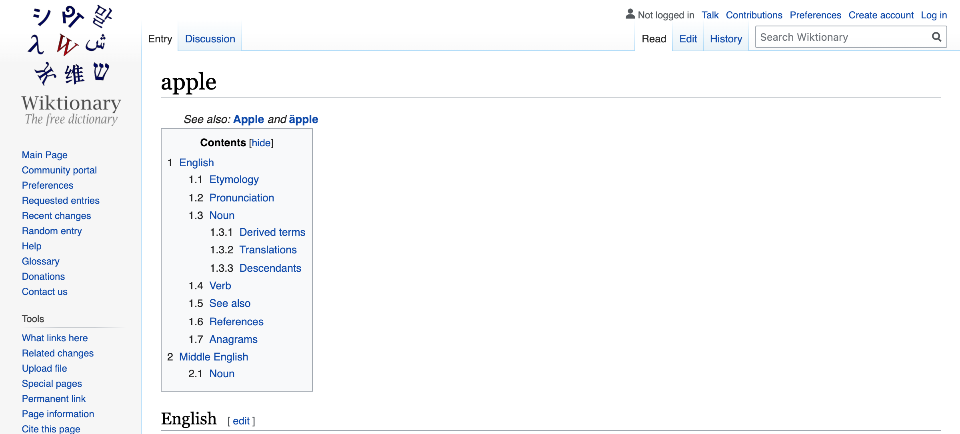 Not logged in Talk Contributions Preferences Create account Log in
Entry Discussion Read Edit History Search Wiktionary
シ 말
λ W ش
维 ש
Wiktionary
The free dictionary
Main Page
Community portal
Preferences
Requested entries
Recent changes
Random entry
Help
Glossary
Donations
Contact us
Tools
What links here
Related changes
Upload file
Special pages
Permanent link
Page information
Cite this page
apple
See also: Apple and äpple
Contents [hide]
1 English
1.1 Etymology
1.2 Pronunciation
1.3 Noun
1.3.1 Derived terms
1.3.2 Translations
1.3.3 Descendants
1.4 Verb
1.5 See also
1.6 References
1.7 Anagrams
2 Middle English
2.1 Noun
English [ edit ]